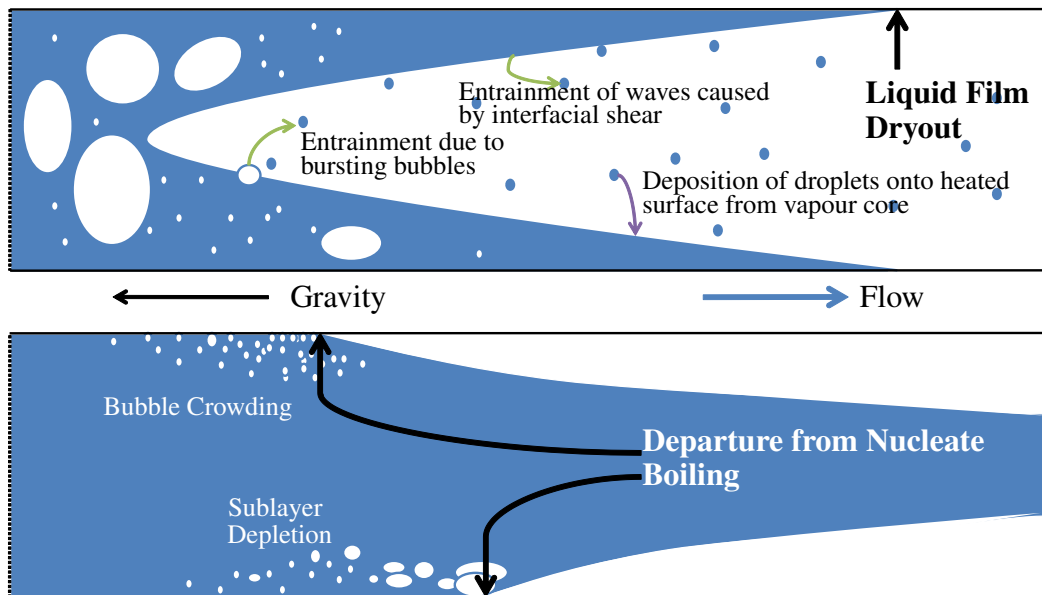 Entrainment of waves caused
by interfacial shear
Liquid Film
Dryout
Entrainment due to
bursting bubbles
Deposition of droplets onto heated
surface from vapour core
Gravity
Flow
Bubble Crowding
Departure from Nucleate
Boiling
Sublayer
Depletion